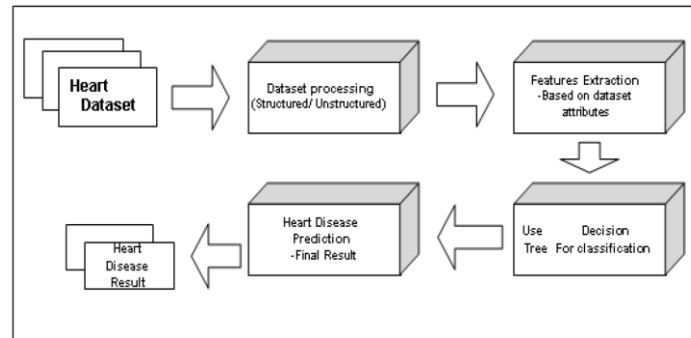 Heart
Dataset
Dataset processing
(Structured/ Unstructured)
Features Extraction
-Based on dataset
attributes
Use Decision
Tree For classification
Heart Disease
Prediction
-Final Result
Heart
Disease
Result